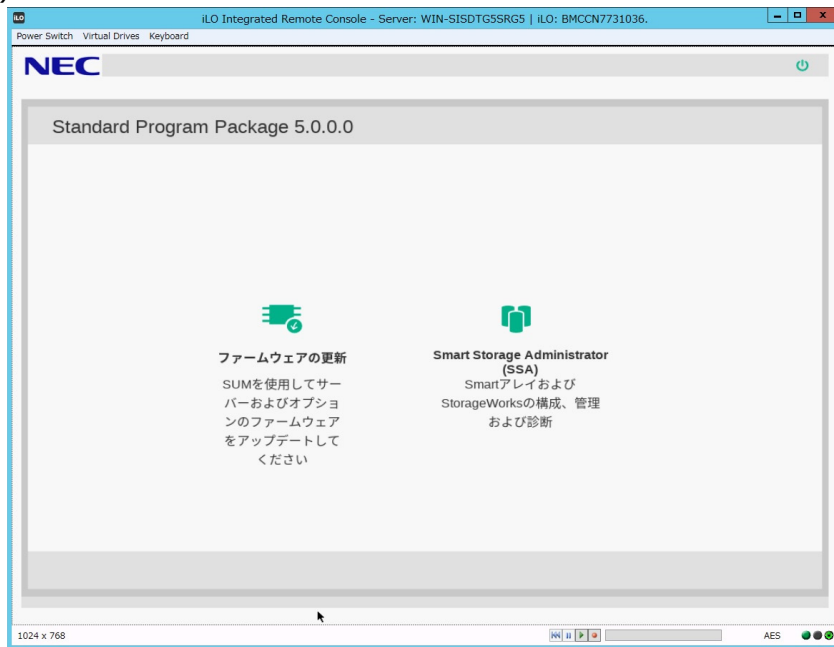 iLO
iLO Integrated Remote Console - Server: WIN-SISDTG5SRG5 | iLO: BMCCN7731036.
Power Switch Virtual Drives Keyboard
NEC
Standard Program Package 5.0.0.0
ファームウェアの更新
SUMを使用してサー
バーおよびオプショ
ンのファームウェア
をアップデートして
ください
Smart Storage Administrator
(SSA)
Smartアレイおよび
StorageWorksの構成、管理
および診断
1024 x 768
AES